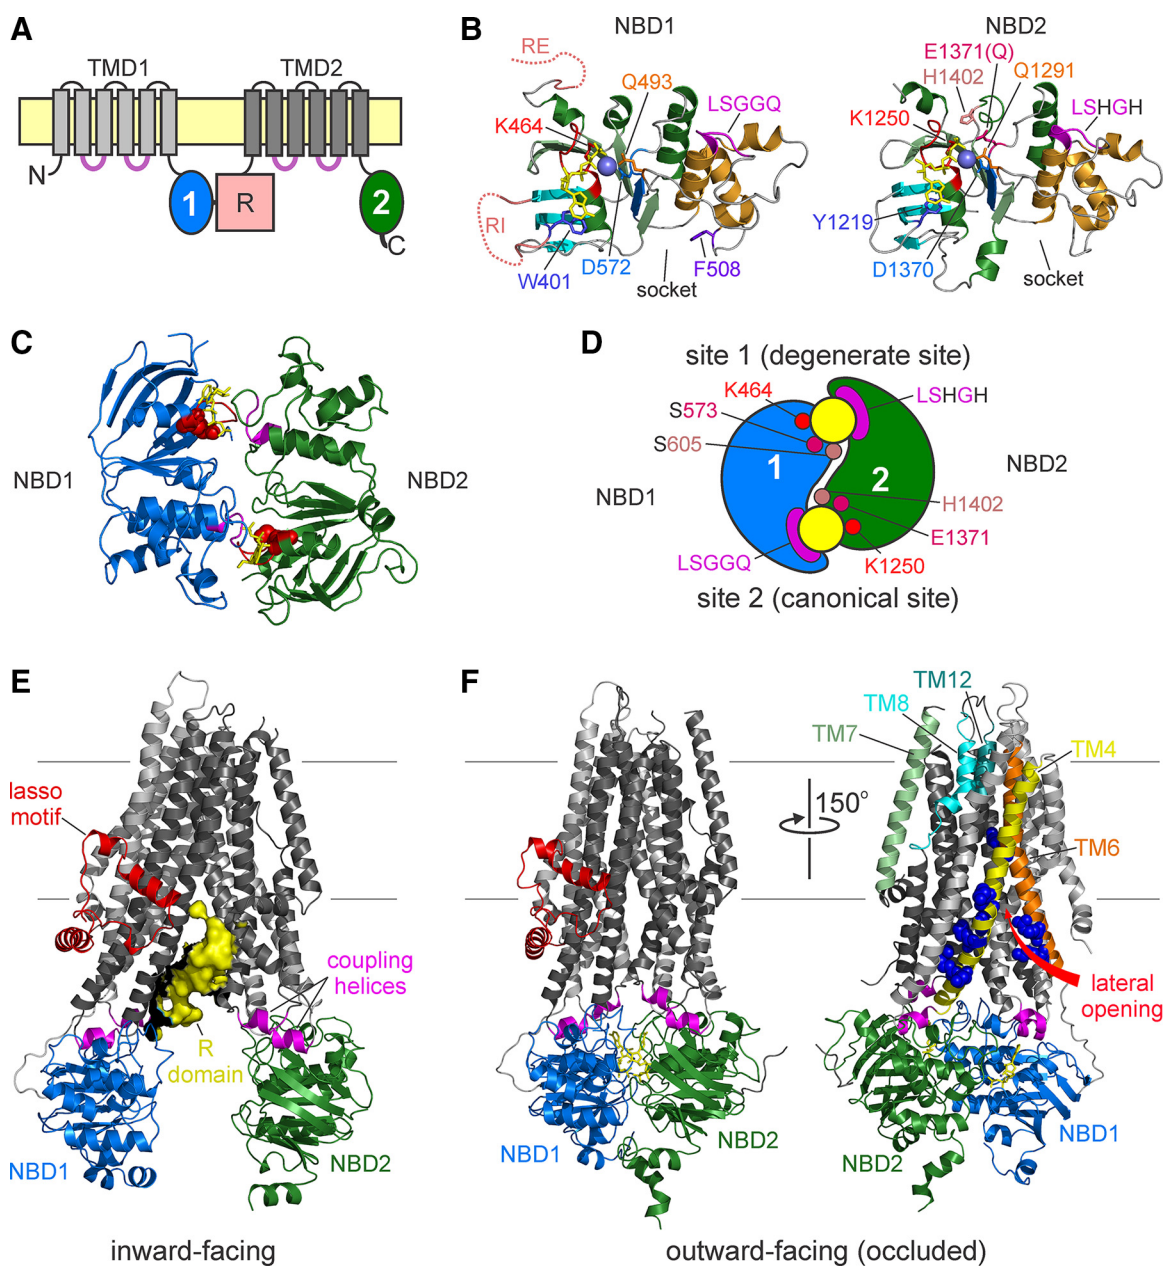 A
TMD1
TMD2
N
1
R
2
C
B
NBD1
NBD2
RE
Q493
LSGGQ
K464
RI
W401
D572
F508
socket
E1371(Q)
H1402
Q1291
K1250
LSHGH
Y1219
D1370
socket
C
NBD1
NBD2
D
site 1 (degenerate site)
K464
LSHGH
S573
S605
1
2
NBD2
NBD1
H1402
E1371
LSGGQ
K1250
site 2 (canonical site)
E
lasso
motif
coupling
helices
R
domain
NBD1
NBD2
inward-facing
F
TM12
TM8
TM7
TM4
150°
TM6
lateral
opening
NBD1
NBD2
NBD2
NBD1
outward-facing (occluded)